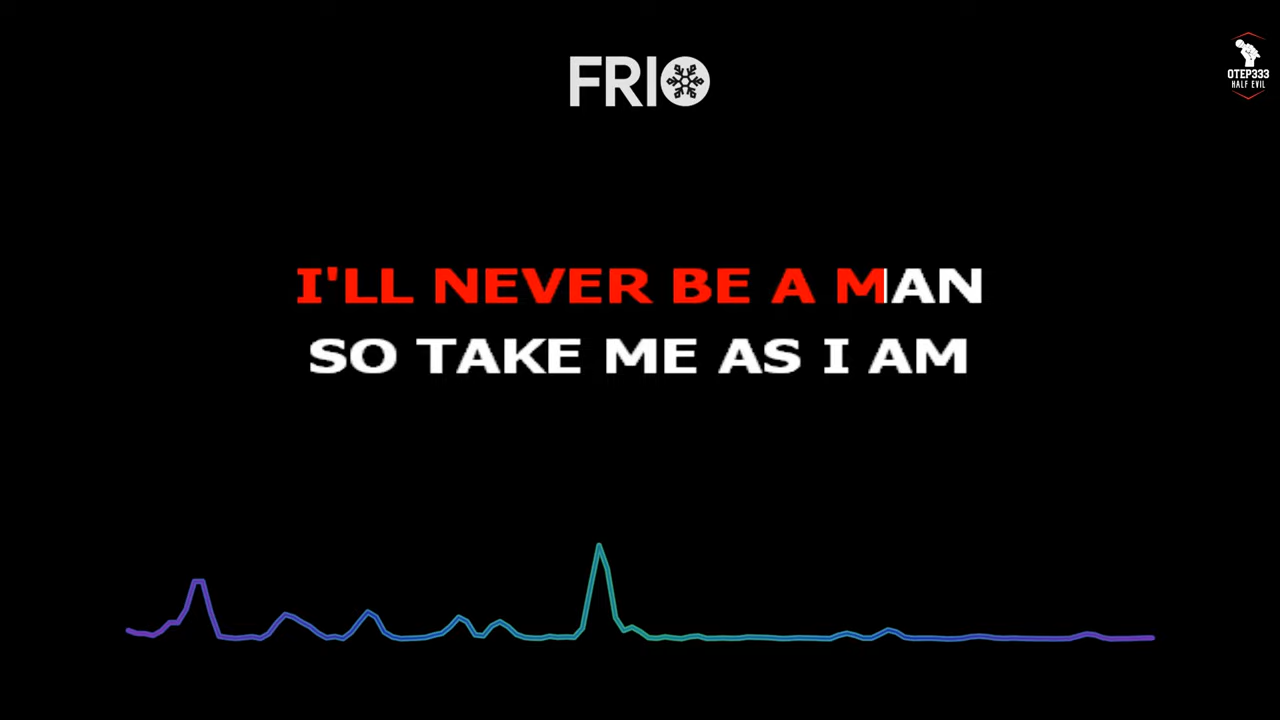 FRIO
OTEP333
HALF EVIL
I'LL NEVER BE A MAN
SO TAKE ME AS I AM